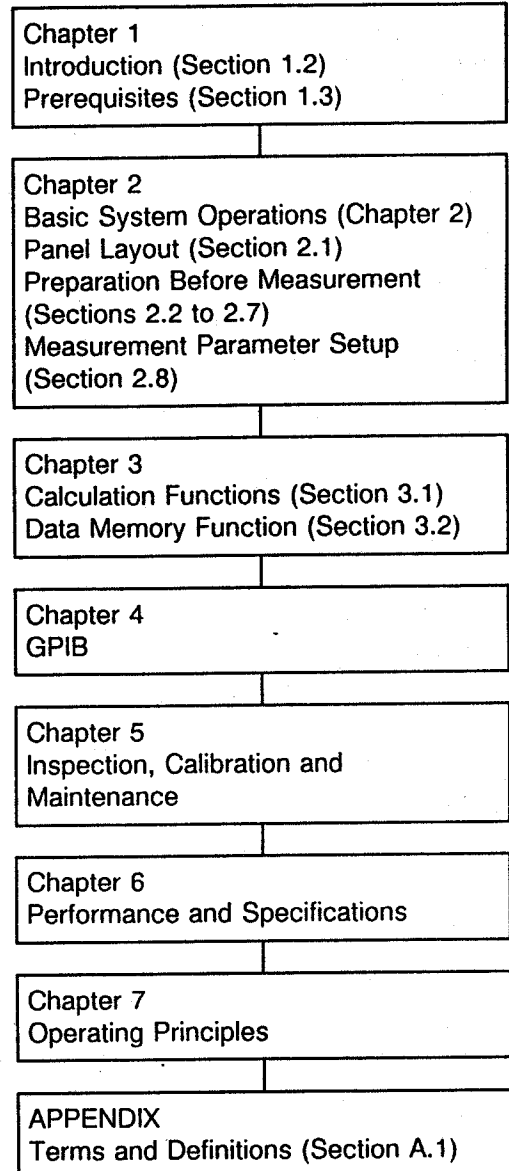 Chapter 1
Introduction (Section 1.2)
Prerequisites (Section 1.3)
Chapter 2
Basic System Operations (Chapter 2)
Panel Layout (Section 2.1)
Preparation Before Measurement
(Sections 2.2 to 2.7)
Measurement Parameter Setup
(Section 2.8)
Chapter 3
Calculation Functions (Section 3.1)
Data Memory Function (Section 3.2)
Chapter 4
GPIB
Chapter 5
Inspection, Calibration and
Maintenance
Chapter 6
Performance and Specifications
Chapter 7
Operating Principles
APPENDIX
Terms and Definitions (Section A.1)